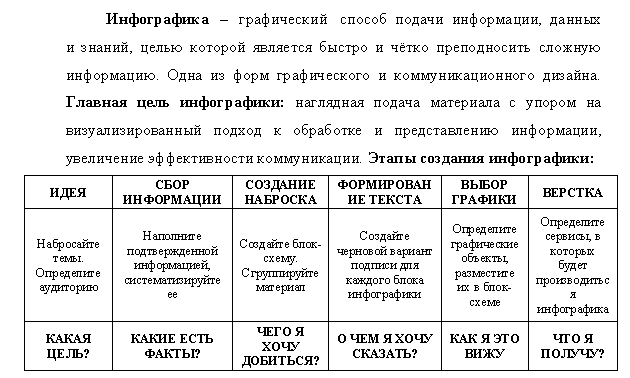 Инфографика – графический способ подачи информации, данных
и знаний, целью которой является быстро и чётко преподносить сложную
информацию. Одна из форм графического и коммуникационного дизайна.
Главная цель инфографики: наглядная подача материала с упором на
визуализированный подход к обработке и представлению информации,
увеличение эффективности коммуникации. Этапы создания инфографики:
ИДЕЯ
СБОР
ИНФОРМАЦИИ
СОЗДАНИЕ
НАБРОСКА
ФОРМИРОВАН
ИЕ ТЕКСТА
ВЫБОР
ГРАФИКИ
ВЕРСТКА
Набросайте
темы.
Определите
аудиторию
Наполните
подтвержденной
информацией,
систематизируйте
ее
Создайте блок-
схему.
Сгруппируйте
материал
Создайте
черновой вариант
подписи для
каждого блока
инфографики
Определите
графические
объекты,
разместите
их в блок-
схеме
Определите
сервисы, в
которых
будет
производитьс
я
инфографика
КАКАЯ
ЦЕЛЬ?
КАКИЕ ЕСТЬ
ФАКТЫ?
ЧЕГО Я
ХОЧУ
ДОБИТЬСЯ?
О ЧЕМ Я ХОЧУ
СКАЗАТЬ?
КАК Я ЭТО
ВИЖУ
ЧТО Я
ПОЛУЧУ?